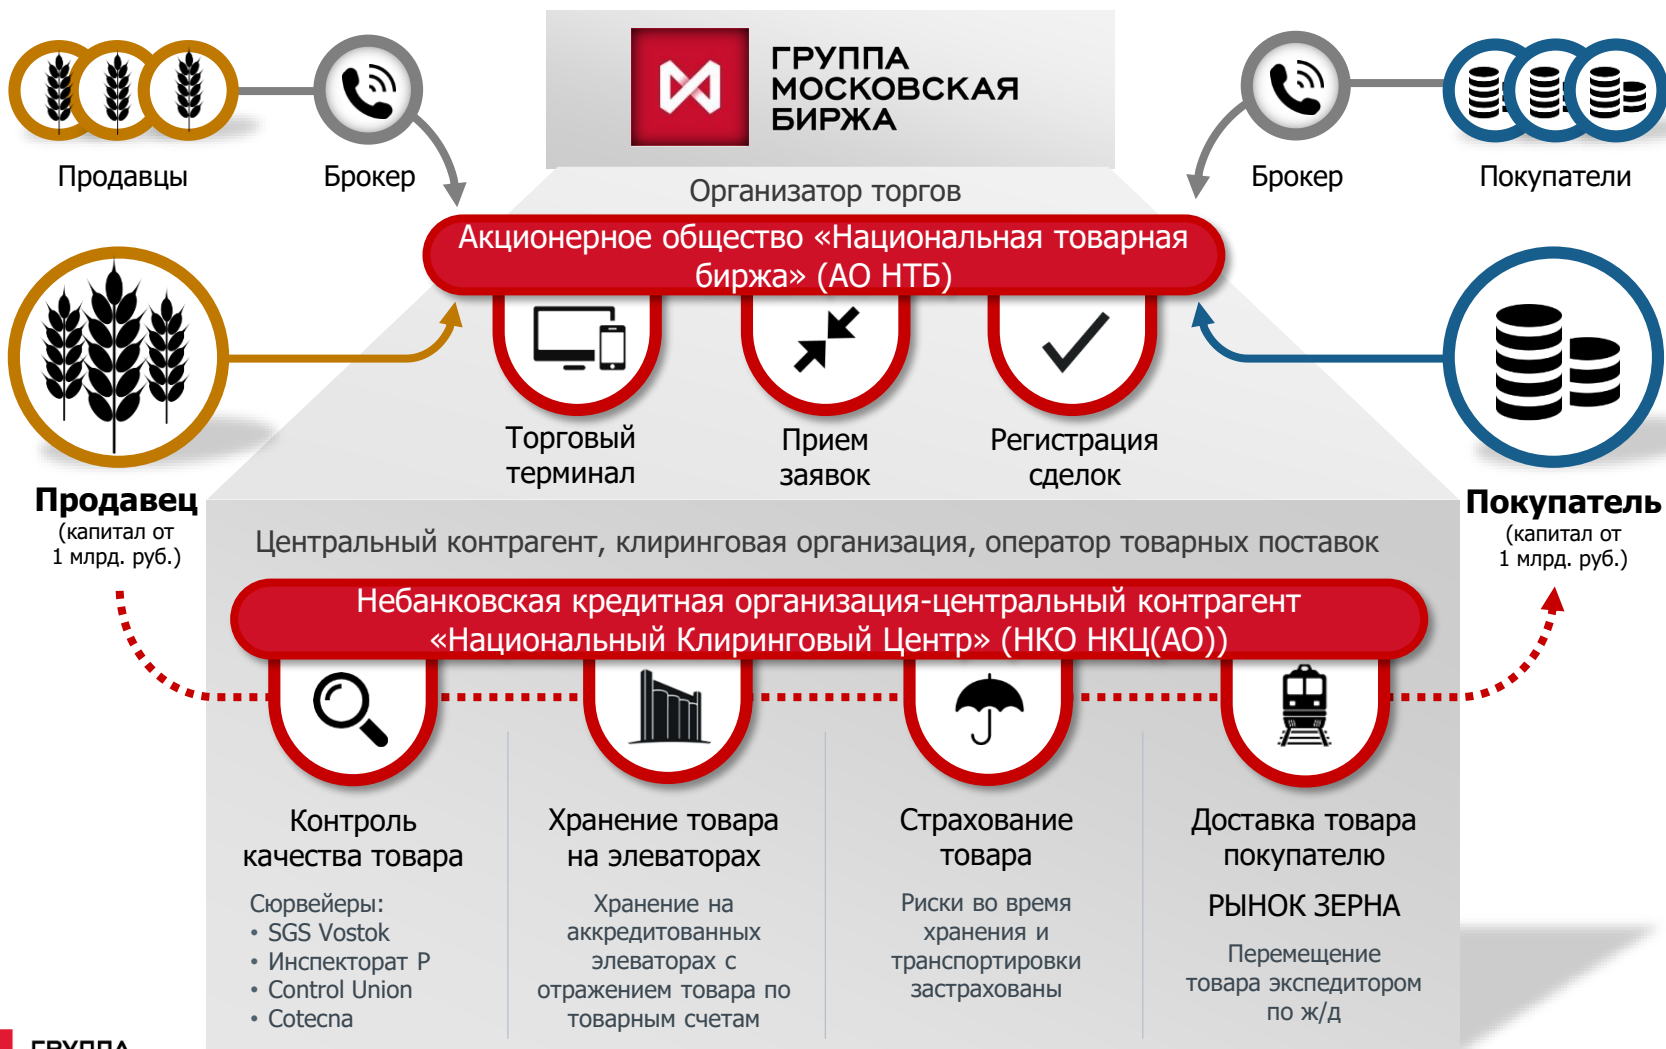 ГРУППА
МОСКОВСКАЯ
БИРЖА
Продавцы
Брокер
Брокер
Покупатели
Организатор торгов
Акционерное общество «Национальная товарная
биржа» (АО НТБ)
Торговый
терминал
Прием
заявок
Регистрация
сделок
Продавец
(капитал от
1 млрд. руб.)
Покупатель
(капитал от
1 млрд. руб.)
Центральный контрагент, клиринговая организация, оператор товарных поставок
Небанковская кредитная организация-центральный контрагент
«Национальный Клиринговый Центр» (НКО НКЦ(АО))
Контроль
качества товара
Сюрвейеры:
• SGS Vostok
• Инспекторат Р
• Control Union
• Cotecna
Хранение товара
на элеваторах
Хранение на
аккредитованных
элеваторах с
отражением товара по
товарным счетам
Страхование
товара
Риски во время
хранения и
транспортировки
застрахованы
Доставка товара
покупателю
РЫНОК ЗЕРНА
Перемещение
товара экспедитором
по ж/д
ГРУППА